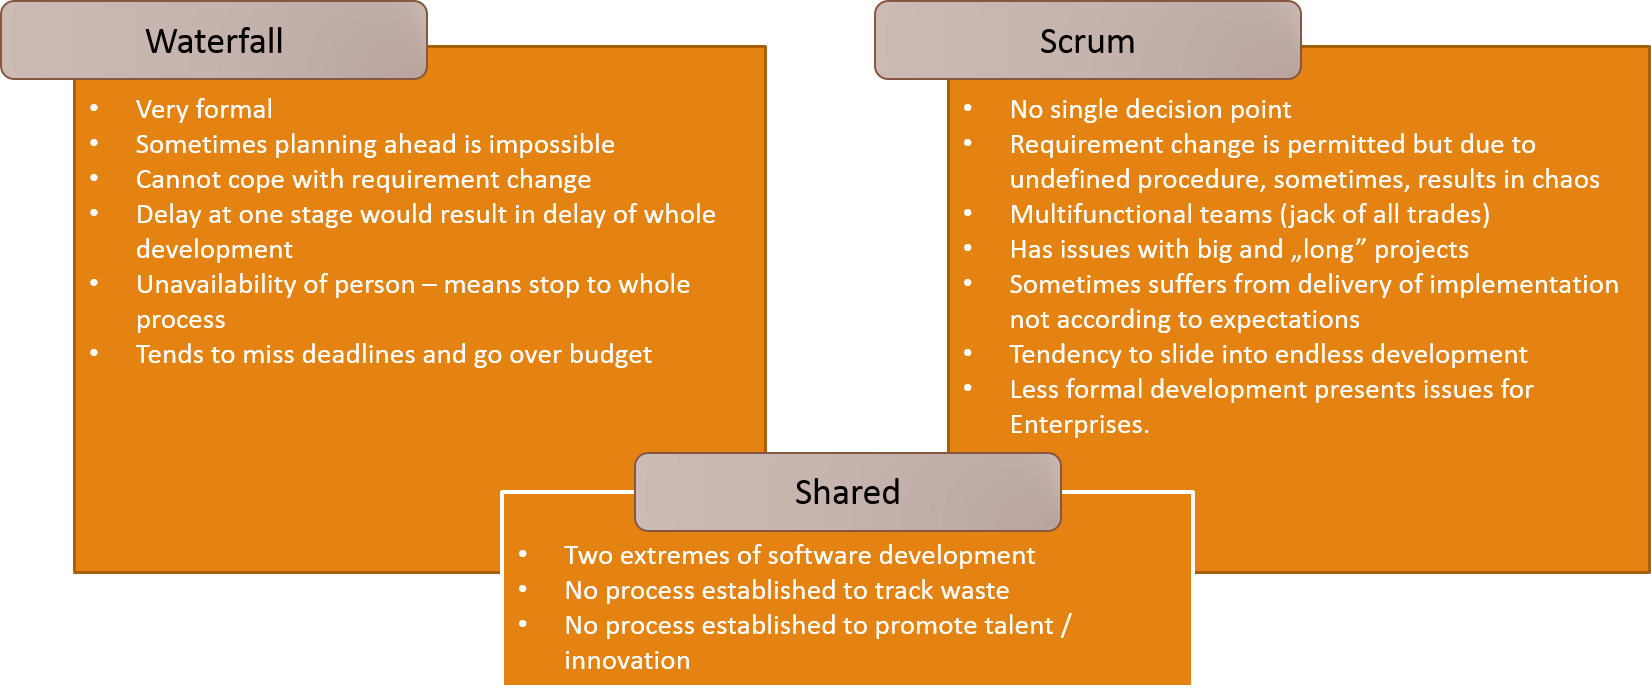 Waterfall
• Very formal
• Sometimes planning ahead is impossible
• Cannot cope with requirement change
• Delay at one stage would result in delay of whole
development
• Unavailability of person – means stop to whole
process
• Tends to miss deadlines and go over budget
Scrum
• No single decision point
• Requirement change is permitted but due to
undefined procedure, sometimes, results in chaos
• Multifunctional teams (jack of all trades)
• Has issues with big and „long” projects
• Sometimes suffers from delivery of implementation
not according to expectations
• Tendency to slide into endless development
• Less formal development presents issues for
Enterprises.
Shared
• Two extremes of software development
• No process established to track waste
• No process established to promote talent /
innovation